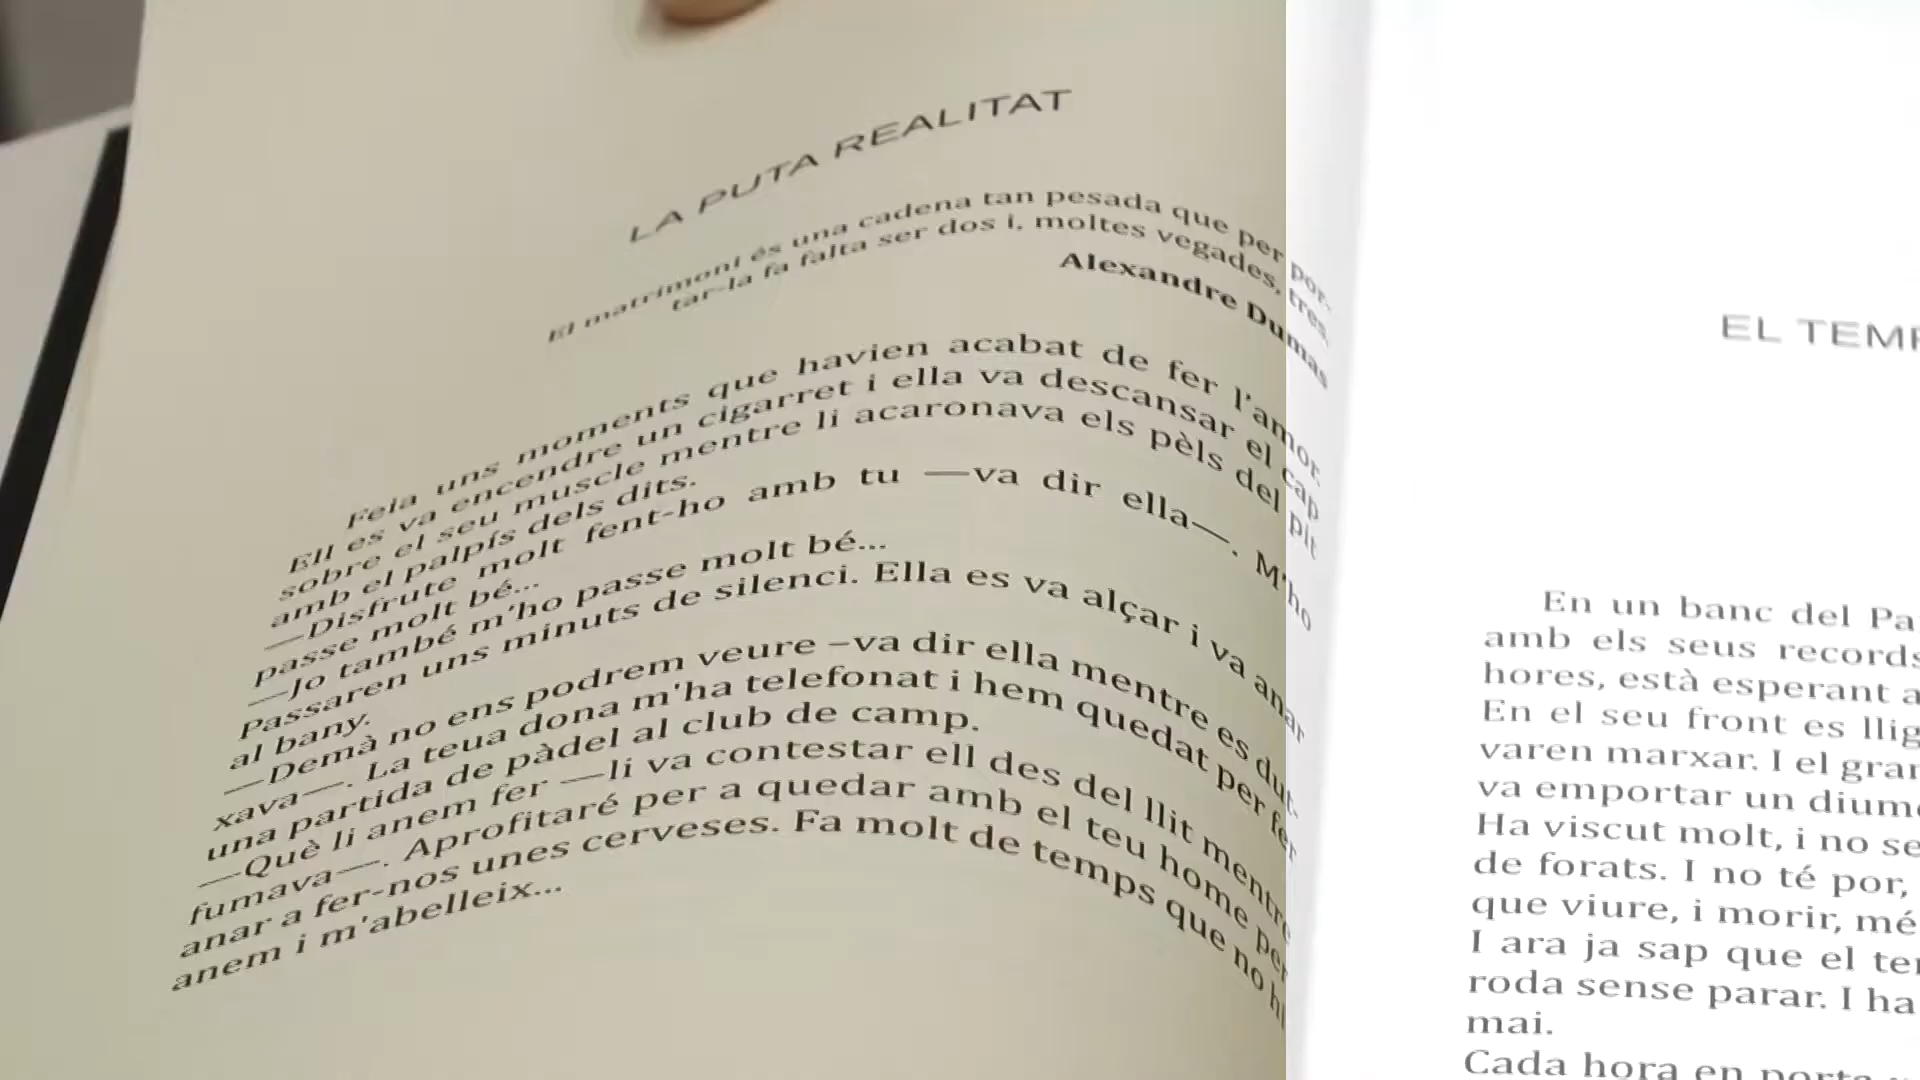 LA PUTA REALITAT
El matrimoni és una cadena tan pesada que per por-
tar-la fa falta ser dos i, moltes vegades, tres.
Alexandre Dumas
Feia uns moments que havien acabat de fer l'amor.
Ell es va encendre un cigarret i ella va descansar el cap
sobre el seu muscle mentre li acaronava els pèls del pit
amb el palpís dels dits.
—Disfrute molt fent-ho amb tu —va dir ella—. M'ho
passe molt bé...
—Jo també m'ho passe molt bé...
Passaren uns minuts de silenci. Ella es va alçar i va anar
al bany.
—Demà no ens podrem veure –va dir ella mentre es dut-
xava—. La teua dona m'ha telefonat i hem quedat per fer
una partida de pàdel al club de camp.
—Què li anem fer —li va contestar ell des del llit mentre
fumava—. Aprofitaré per a quedar amb el teu home per
anar a fer-nos unes cerveses. Fa molt de temps que no hi
anem i m'abelleix...
EL TEMP
En un banc del Pa
amb els seus records
hores, està esperant a
En el seu front es llig
varen marxar. I el gran
va emportar un diume
Ha viscut molt, i no se
de forats. I no té por,
que viure, i morir, mé
I ara ja sap que el te
roda sense parar. I ha
mai.
Cada hora en porta